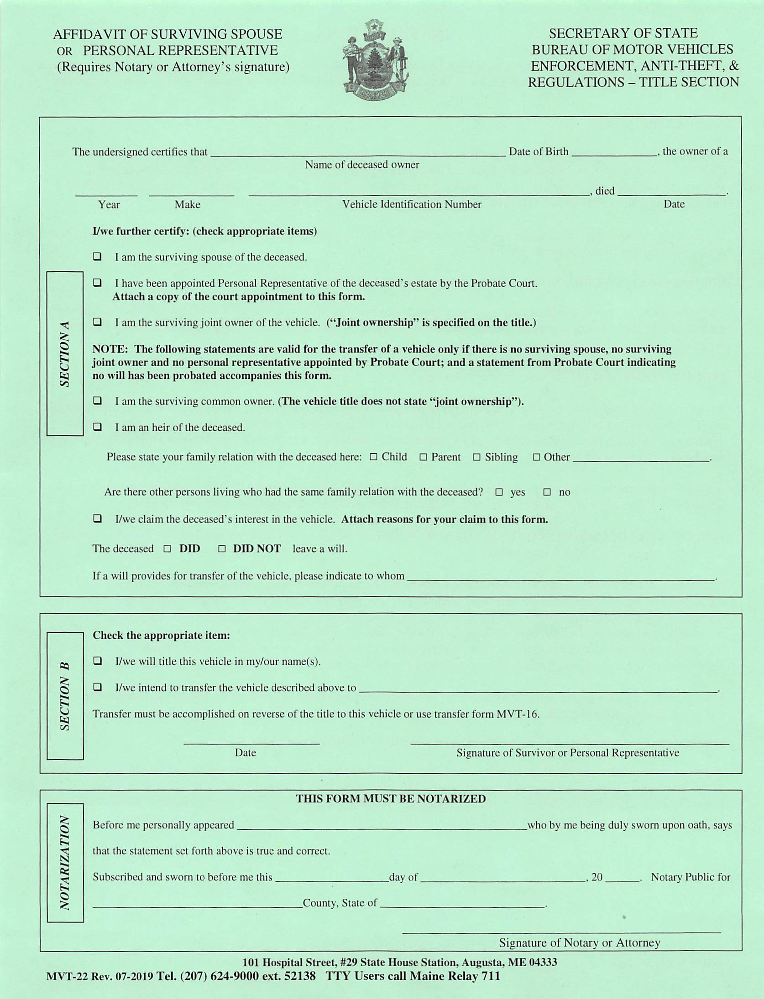 AFFIDAVIT OF SURVIVING SPOUSE
OR PERSONAL REPRESENTATIVE
(Requires Notary or Attorney's signature)
MAINE
SECRETARY OF STATE
BUREAU OF MOTOR VEHICLES
ENFORCEMENT, ANTI-THEFT, &
REGULATIONS – TITLE SECTION
The undersigned certifies that ____________ Date of Birth ____________, the owner of a
Name of deceased owner
____________ ____________ ____________, died ____________.
Year Make Vehicle Identification Number Date
I/we further certify: (check appropriate items)
❑ I am the surviving spouse of the deceased.
SECTION A
❑ I have been appointed Personal Representative of the deceased's estate by the Probate Court.
Attach a copy of the court appointment to this form.
❑ I am the surviving joint owner of the vehicle. (“Joint ownership” is specified on the title.)
NOTE: The following statements are valid for the transfer of a vehicle only if there is no surviving spouse, no surviving
joint owner and no personal representative appointed by Probate Court; and a statement from Probate Court indicating
no will has been probated accompanies this form.
❑ I am the surviving common owner. (The vehicle title does not state “joint ownership”).
❑ I am an heir of the deceased.
Please state your family relation with the deceased here: □ Child □ Parent □ Sibling □ Other ____________.
Are there other persons living who had the same family relation with the deceased? □ yes □ no
❑ I/we claim the deceased's interest in the vehicle. Attach reasons for your claim to this form.
The deceased □ DID □ DID NOT leave a will.
If a will provides for transfer of the vehicle, please indicate to whom ____________.
SECTION B
Check the appropriate item:
❑ I/we will title this vehicle in my/our name(s).
❑ I/we intend to transfer the vehicle described above to ____________.
Transfer must be accomplished on reverse of the title to this vehicle or use transfer form MVT-16.
Date Signature of Survivor or Personal Representative
THIS FORM MUST BE NOTARIZED
NOTARIZATION
Before me personally appeared ____________who by me being duly sworn upon oath, says
that the statement set forth above is true and correct.
Subscribed and sworn to before me this ____________day of ____________, 20 ______. Notary Public for
____________County, State of ____________.
Signature of Notary or Attorney
101 Hospital Street, #29 State House Station, Augusta, ME 04333
MVT-22 Rev. 07-2019 Tel. (207) 624-9000 ext. 52138 TTY Users call Maine Relay 711